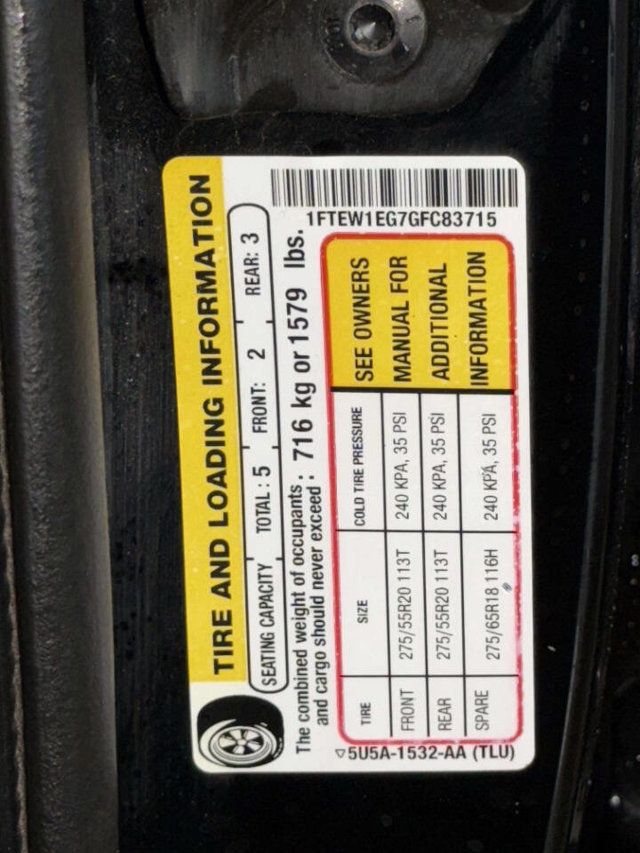 TIRE AND LOADING INFORMATION
SEATING CAPACITY TOTAL : 5 FRONT: 2 REAR: 3
The combined weight of occupants : 716 kg or 1579 lbs.
and cargo should never exceed :
1FTEW1EG7GFC83715
TIRE SIZE COLD TIRE PRESSURE
FRONT 275/55R20 113T 240 KPA, 35 PSI
REAR 275/55R20 113T 240 KPA, 35 PSI
SPARE 275/65R18 116H 240 KPA, 35 PSI
SEE OWNERS
MANUAL FOR
ADDITIONAL
INFORMATION
5U5A-1532-AA (TLU)